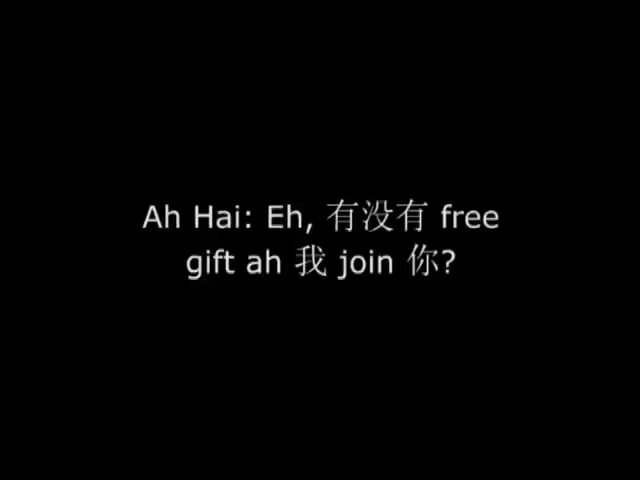 Ah Hai: Eh, 有没有 free
gift ah 我 join 你?